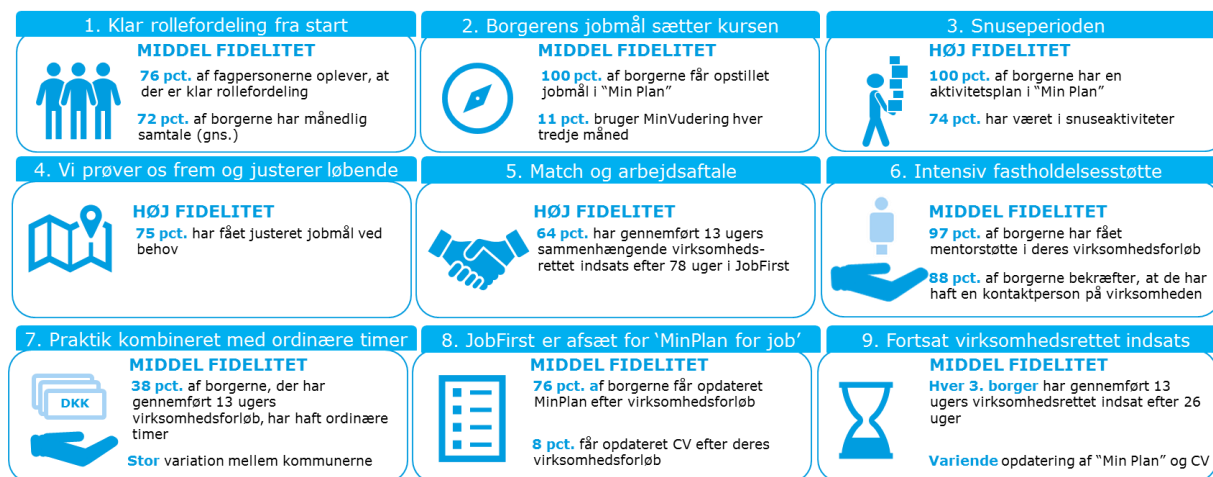 1. Klar rollefordeling fra start
MIDDEL FIDELITET
76 pct. af fagpersonerne oplever, at
der er klar rollefordeling
72 pct. af borgerne har månedlig
samtale (gns.)
2. Borgerens jobmål sætter kursen
MIDDEL FIDELITET
100 pct. af borgerne får opstillet
jobmål i “Min Plan”
11 pct. bruger MinVudering hver
tredje måned
3. Snuseperioden
HØJ FIDELITET
100 pct. af borgerne har en
aktivitetsplan i “Min Plan”
74 pct. har været i snuseaktiviteter
4. Vi prøver os frem og justerer løbende
HØJ FIDELITET
75 pct. har fået justeret jobmål ved
behov
5. Match og arbejdsaftale
HØJ FIDELITET
64 pct. har gennemført 13 ugers
sammenhængende virksomheds-
rettet indsats efter 78 uger i JobFirst
6. Intensiv fastholdelsesstøtte
MIDDEL FIDELITET
97 pct. af borgerne har fået
mentorstøtte i deres virksomhedsforløb
88 pct. af borgerne bekræfter, at de har
haft en kontaktperson på virksomheden
7. Praktik kombineret med ordinære timer
DKK
MIDDEL FIDELITET
38 pct. af borgerne, der har
gennemført 13 ugers
virksomhedsforløb, har haft ordinære
timer
Stor variation mellem kommunerne
8. JobFirst er afsæt for ‘MinPlan for job’
MIDDEL FIDELITET
76 pct. af borgerne får opdateret
MinPlan efter virksomhedsforløb
8 pct. får opdateret CV efter deres
virksomhedsforløb
9. Fortsat virksomhedsrettet indsats
MIDDEL FIDELITET
Hver 3. borger har gennemført 13
ugers virksomhedsrettet indsat efter 26
uger
Variende opdatering af “Min Plan” og CV